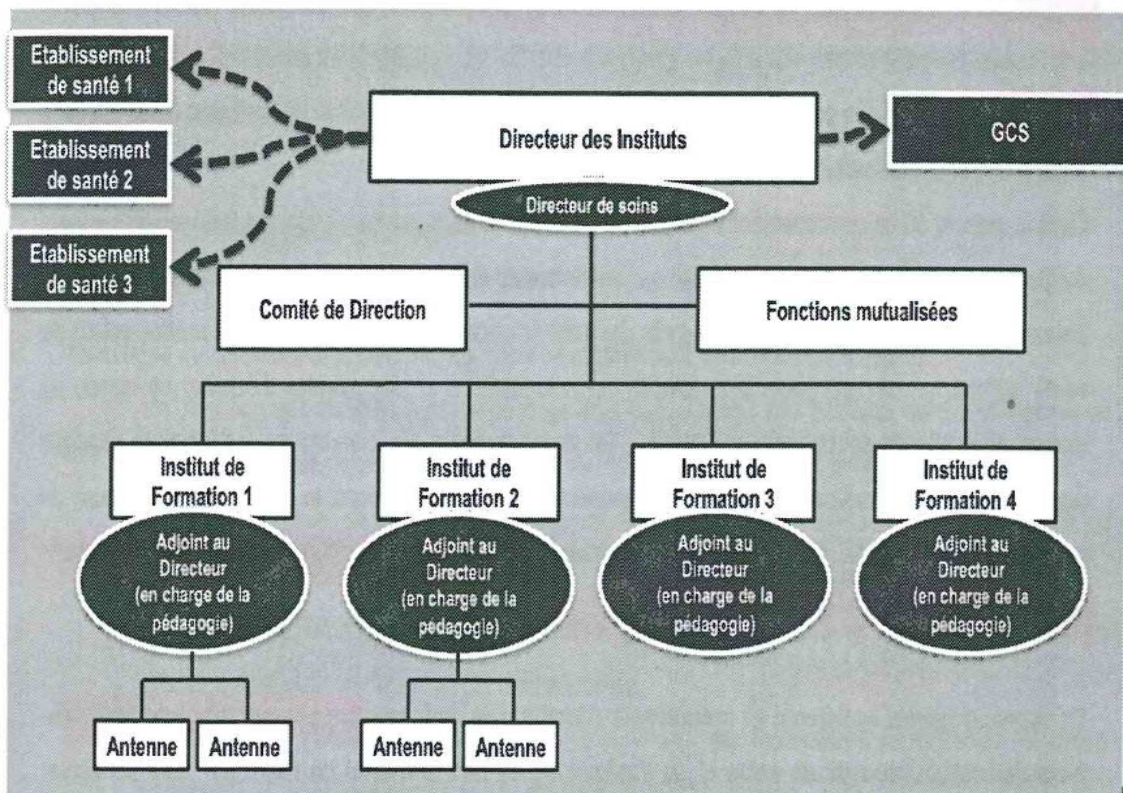 Etablissement
de santé 1
Etablissement
de santé 2
Etablissement
de santé 3
Directeur des Instituts
Directeur de soins
GCS
Comité de Direction
Fonctions mutualisées
Institut de
Formation 1
Adjoint au
Directeur
(en charge de la
pédagogie)
Institut de
Formation 2
Adjoint au
Directeur
(en charge de la
pédagogie)
Institut de
Formation 3
Adjoint au
Directeur
(en charge de la
pédagogie)
Institut de
Formation 4
Adjoint au
Directeur
(en charge de la
pédagogie)
Antenne
Antenne
Antenne
Antenne